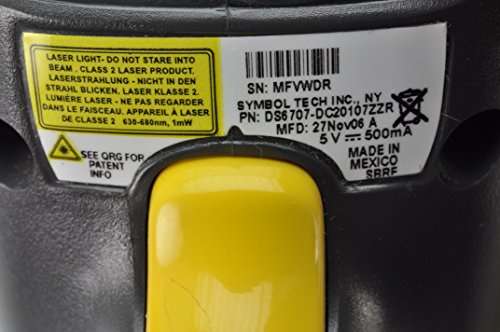 LASER LIGHT- DO NOT STARE INTO
BEAM . CLASS 2 LASER PRODUCT.
LASERSTRAHLUNG - NICHT IN DEN
STRAHL BLICKEN. LASER KLASSE 2.
LUMIÈRE LASER - NE PAS REGARDER
DANS LE FAISCEAU. APPAREIL À LASER
DE CLASSE 2 630-680nm, 1mW
SEE QRG FOR
PATENT
INFO
SN: MFVWDR
SYMBOL TECH INC., NY
PN: DS6707-DC20107ZZR
MFD: 27Nov06 A
5 V ⎓ 500mA
MADE IN
MEXICO
SBRF